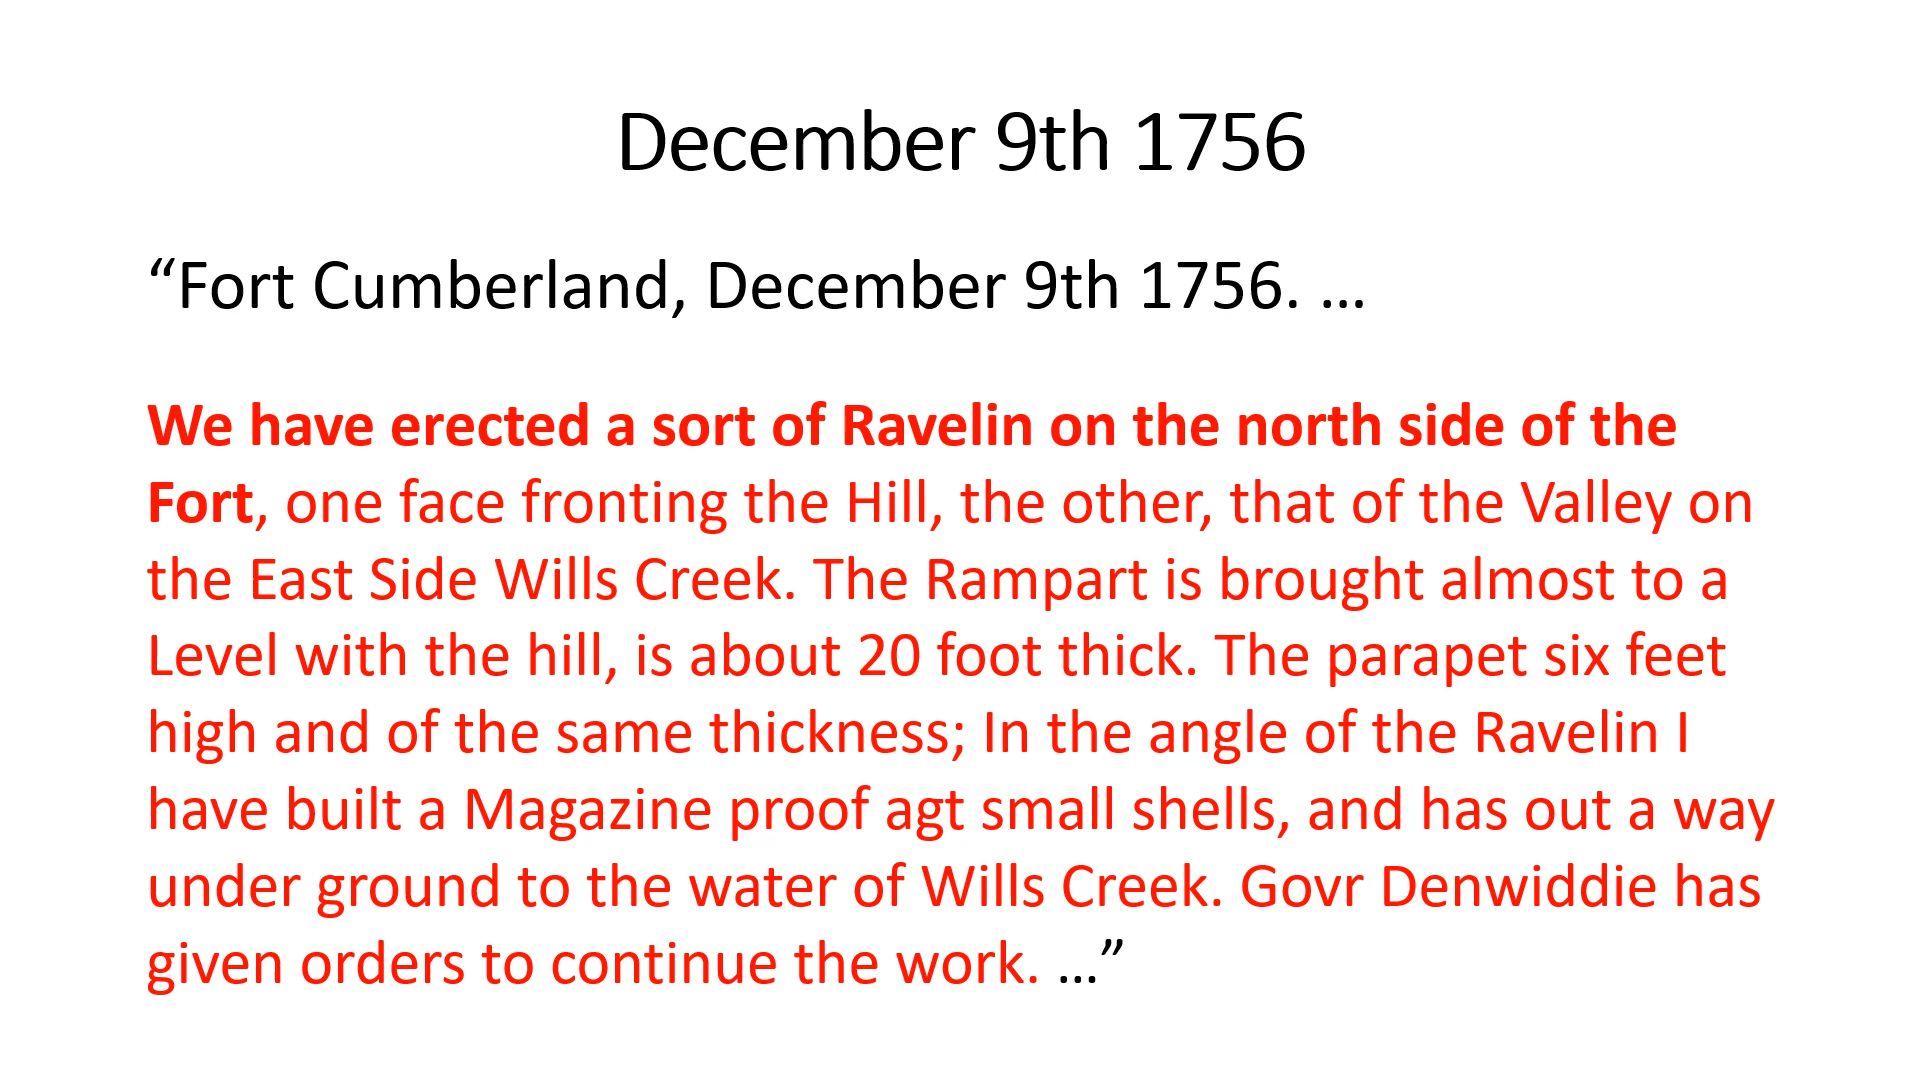 December 9th 1756
“Fort Cumberland, December 9th 1756. …
We have erected a sort of Ravelin on the north side of the
Fort, one face fronting the Hill, the other, that of the Valley on
the East Side Wills Creek. The Rampart is brought almost to a
Level with the hill, is about 20 foot thick. The parapet six feet
high and of the same thickness; In the angle of the Ravelin I
have built a Magazine proof agt small shells, and has out a way
under ground to the water of Wills Creek. Govr Denwiddie has
given orders to continue the work. …”